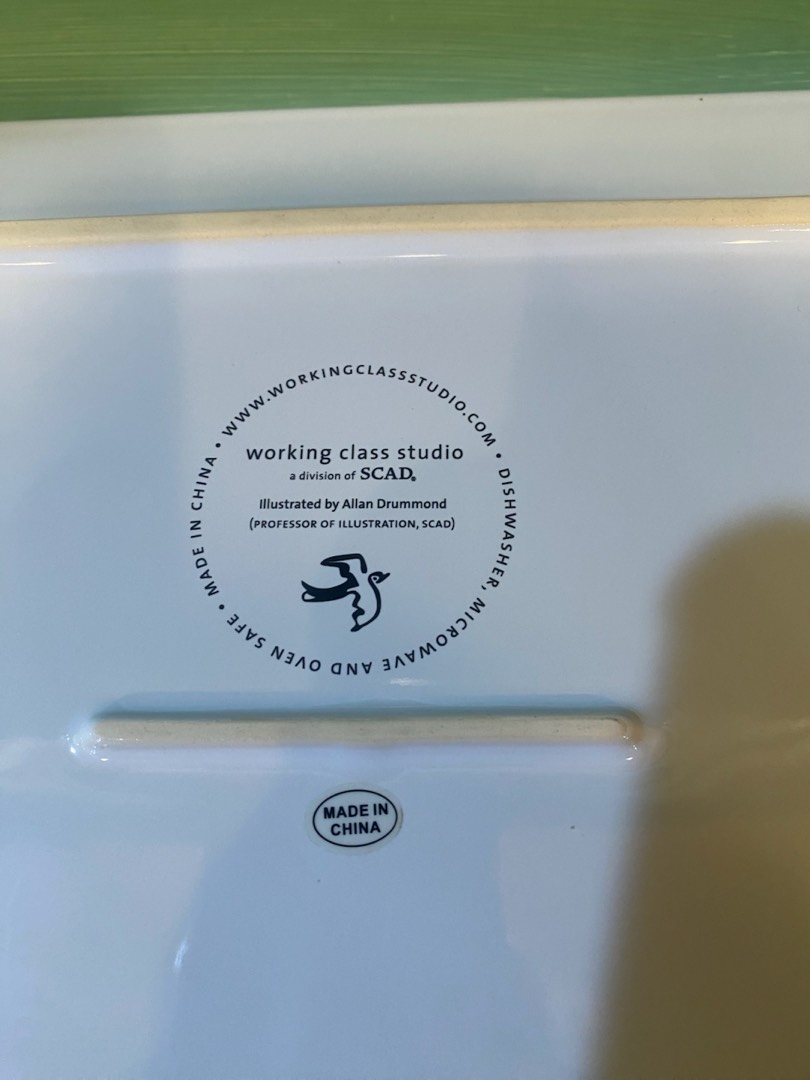 • WWW.WORKINGCLASSSTUDIO.COM • DISHWASHER, MICROWAVE AND OVEN SAFE • MADE IN CHINA
working class studio
a division of SCAD®
Illustrated by Allan Drummond
(PROFESSOR OF ILLUSTRATION, SCAD)
MADE IN
CHINA